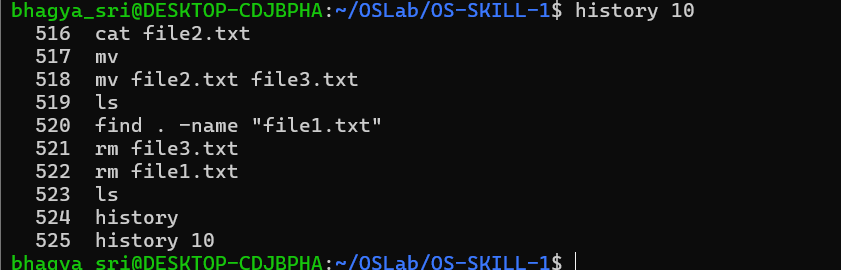 bhagya_sri@DESKTOP-CDJBPHA:~/OSLab/OS-SKILL-1$ history 10
516 cat file2.txt
517 mv
518 mv file2.txt file3.txt
519 ls
520 find . -name "file1.txt"
521 rm file3.txt
522 rm file1.txt
523 ls
524 history
525 history 10
bhagya_sri@DESKTOP-CDJBPHA:~/OSLab/OS-SKILL-1$